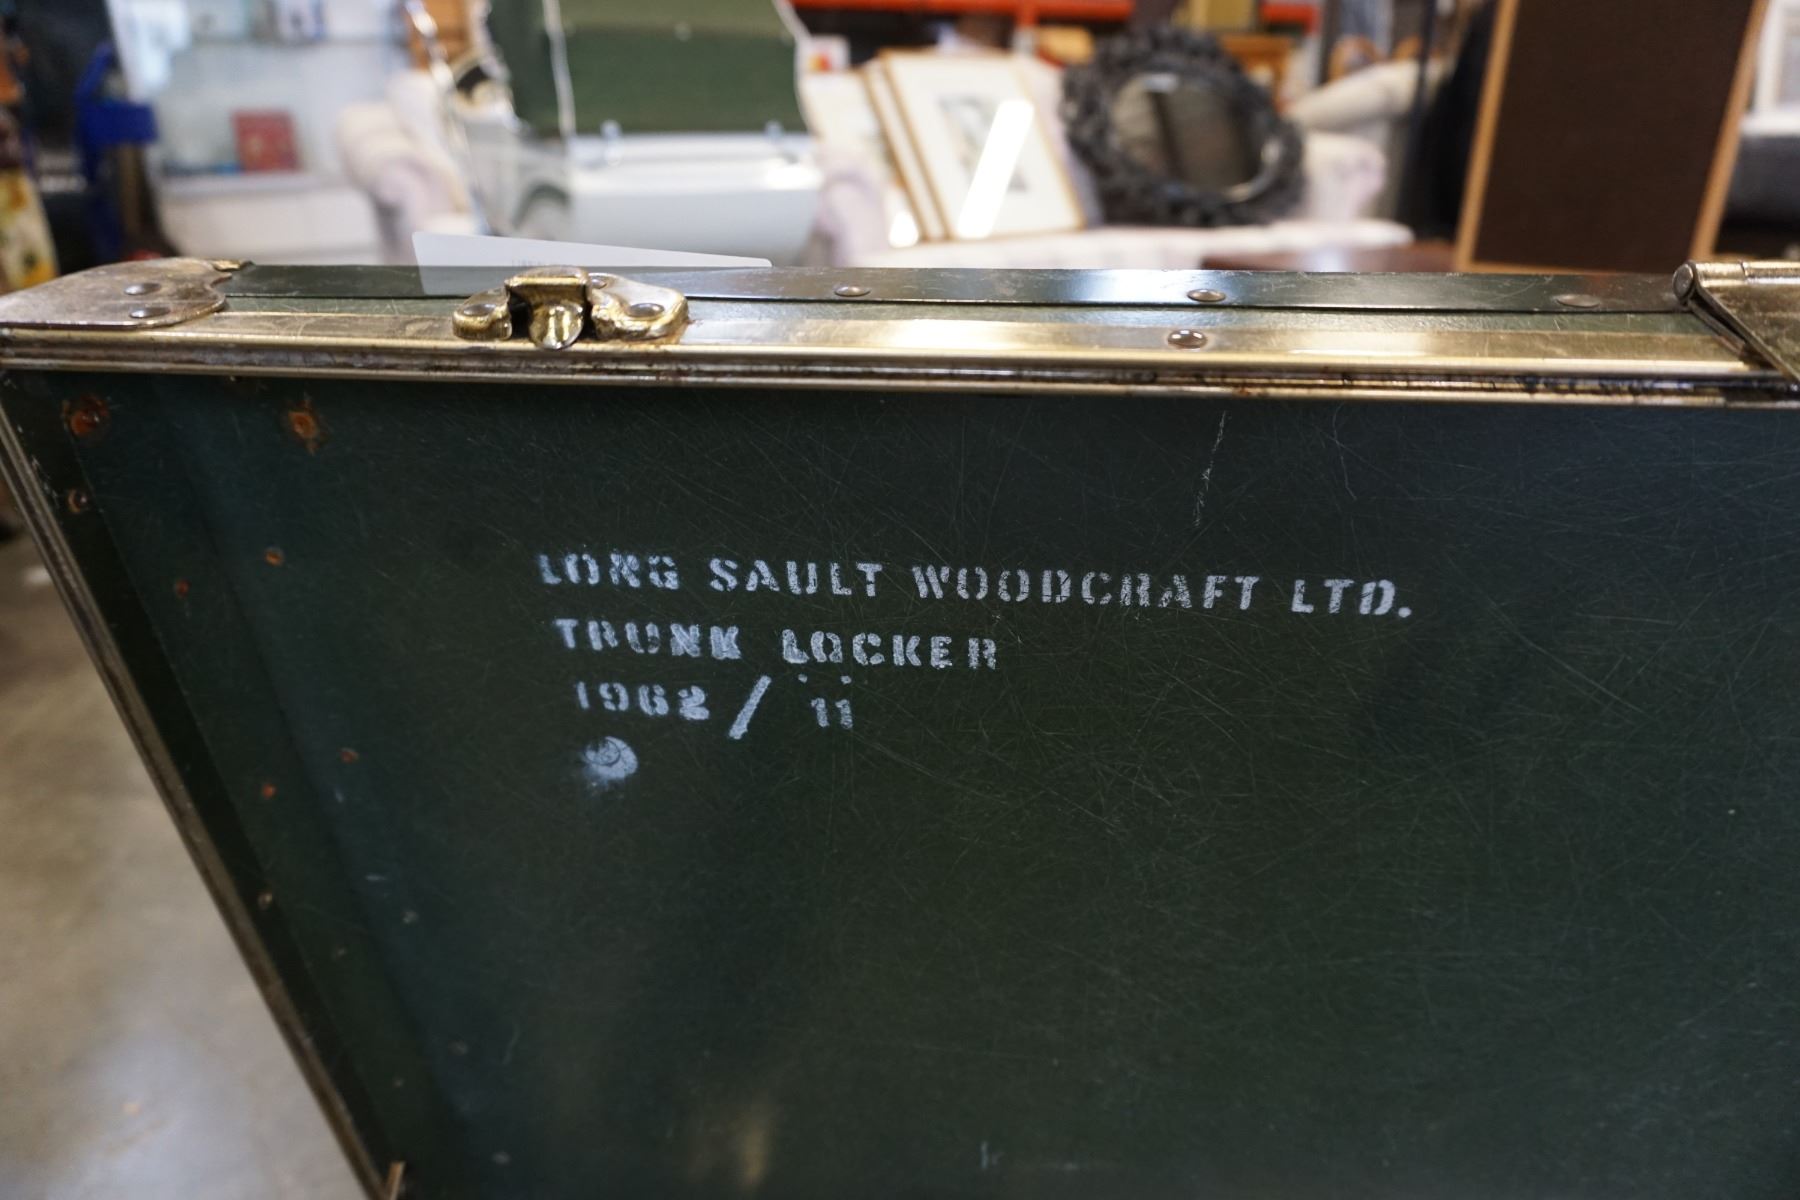 LONG SAULT WOODCRAFT LTD.
TRUNK LOCKER
1962 / 11